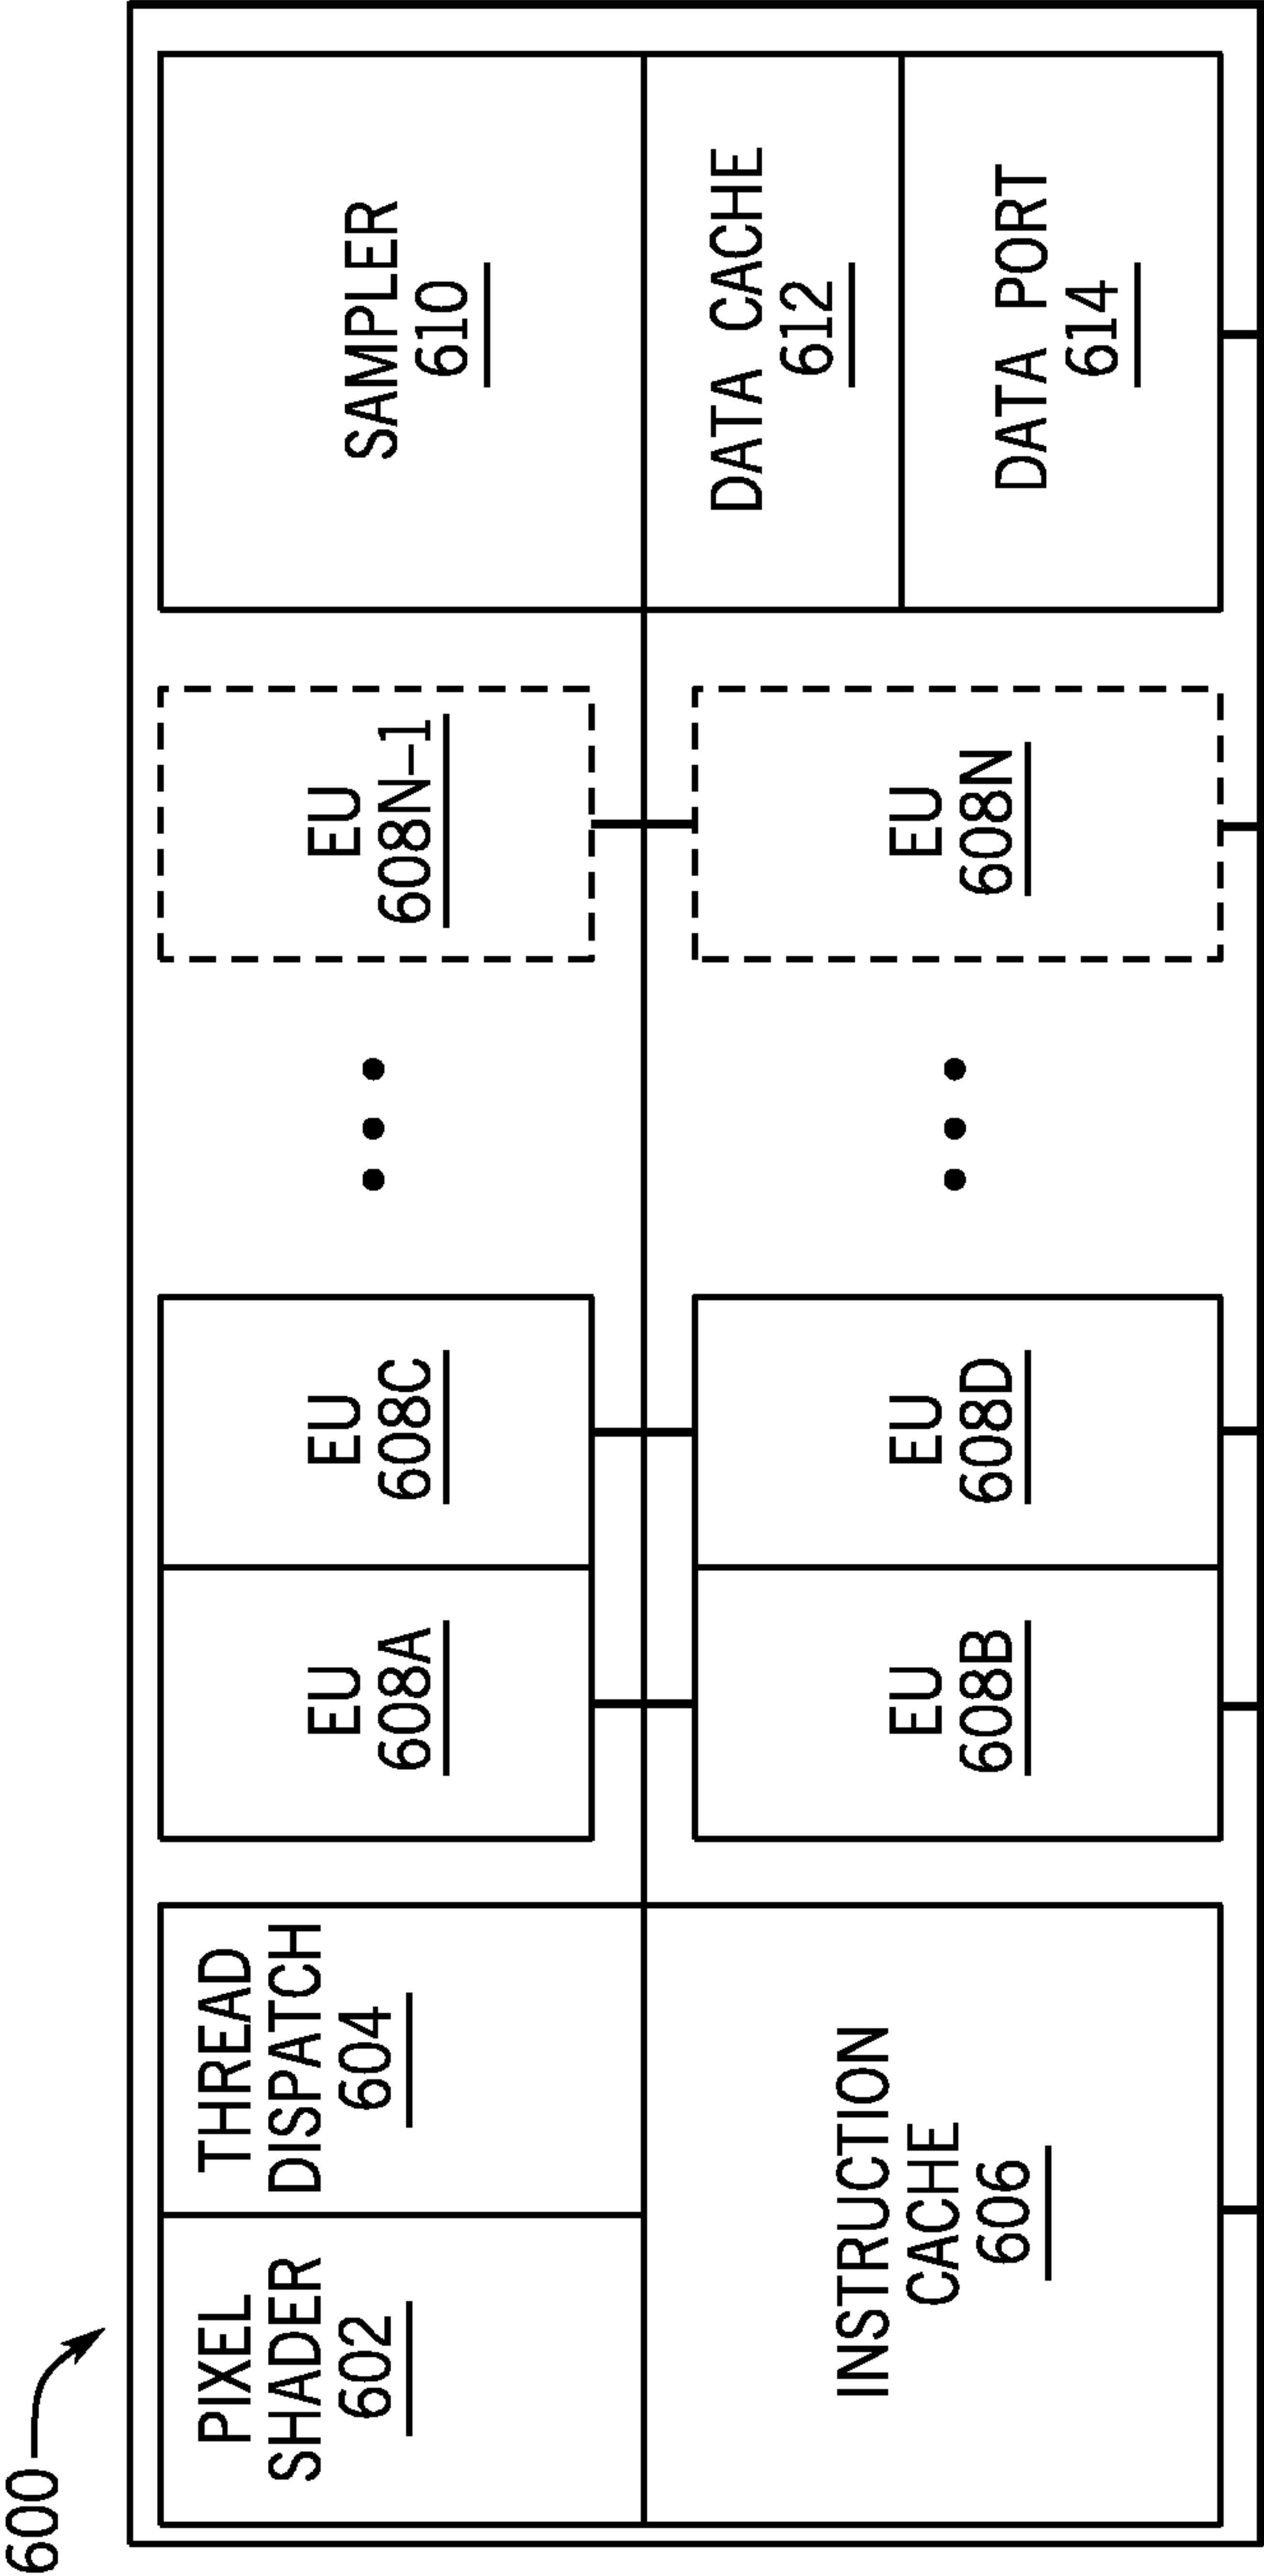 600
PIXEL
SHADER
602
THREAD
DISPATCH
604
INSTRUCTION
CACHE
606
EU
608A
EU
608C
EU
608B
EU
608D
EU
608N-1
EU
608N
SAMPLER
610
DATA CACHE
612
DATA PORT
614